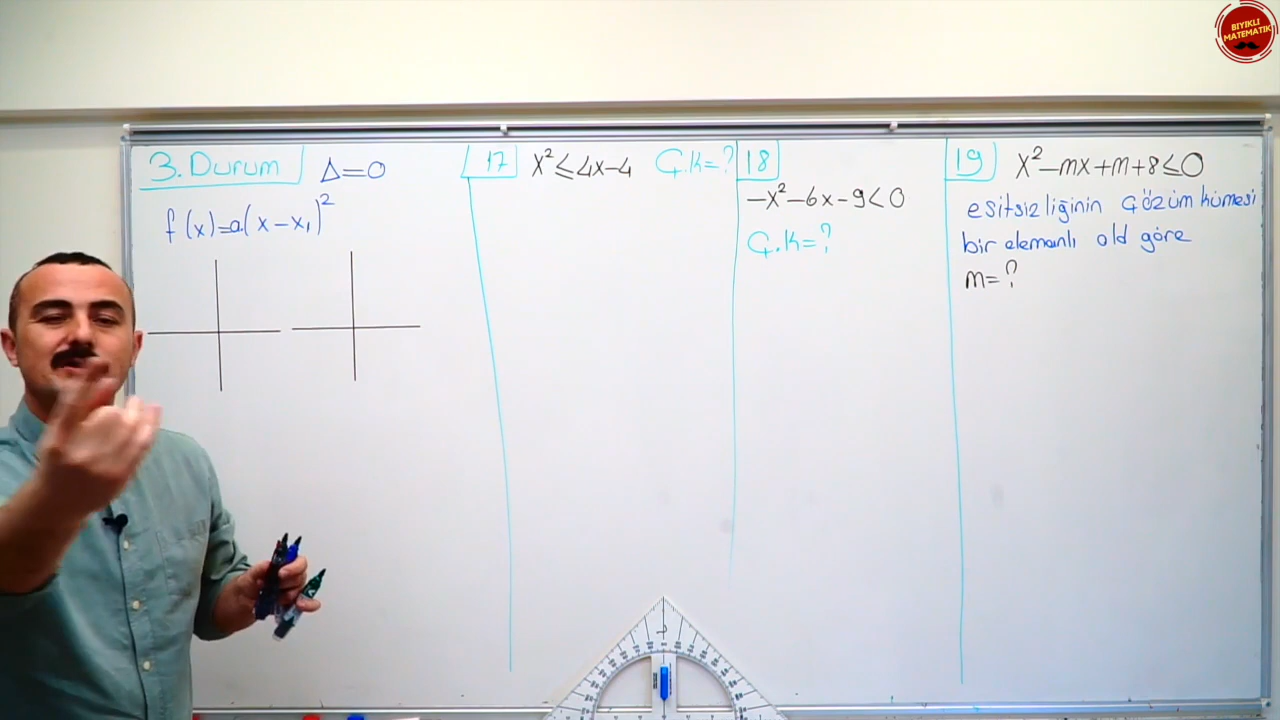 BIYIKLI
MATEMATİK
3. Durum Δ=0
f(x)=a.(x-x₁)²
17 x²≤4x-4 Ç.K=?
18
-x²-6x-9<0
Ç.K=?
19 x²-mx+m+8≤0
esitsizliğinin çözüm kümesi
bir elemanlı old göre
m=?